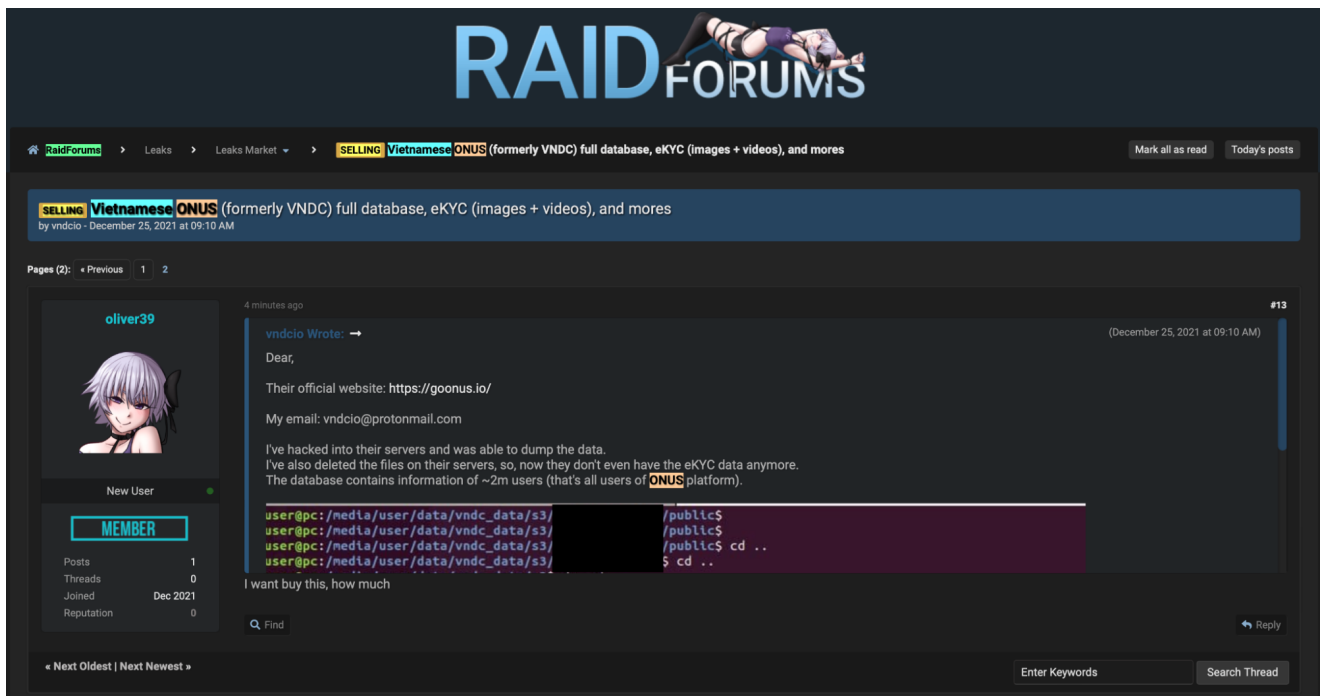 RAID FORUMS
RaidForums > Leaks > Leaks Market > SELLING Vietnamese ONUS (formerly VNDC) full database, eKYC (images + videos), and mores Mark all as read Today's posts
SELLING Vietnamese ONUS (formerly VNDC) full database, eKYC (images + videos), and mores
by vndcio - December 25, 2021 at 09:10 AM
Pages (2): « Previous 1 2
4 minutes ago #13
oliver39
vndcio Wrote: → (December 25, 2021 at 09:10 AM)
Dear,
Their official website: https://goonus.io/
My email: vndcio@protonmail.com
I've hacked into their servers and was able to dump the data.
I've also deleted the files on their servers, so, now they don't even have the eKYC data anymore.
The database contains information of ~2m users (that's all users of ONUS platform).
user@pc:/media/user/data/vndc_data/s3/ /public$
user@pc:/media/user/data/vndc_data/s3/ /public$
user@pc:/media/user/data/vndc_data/s3/ /public$ cd ..
user@pc:/media/user/data/vndc_data/s3/ $ cd ..
New User
MEMBER
Posts 1
Threads 0
Joined Dec 2021
Reputation 0
I want buy this, how much
Find Reply
« Next Oldest | Next Newest »
Enter Keywords Search Thread